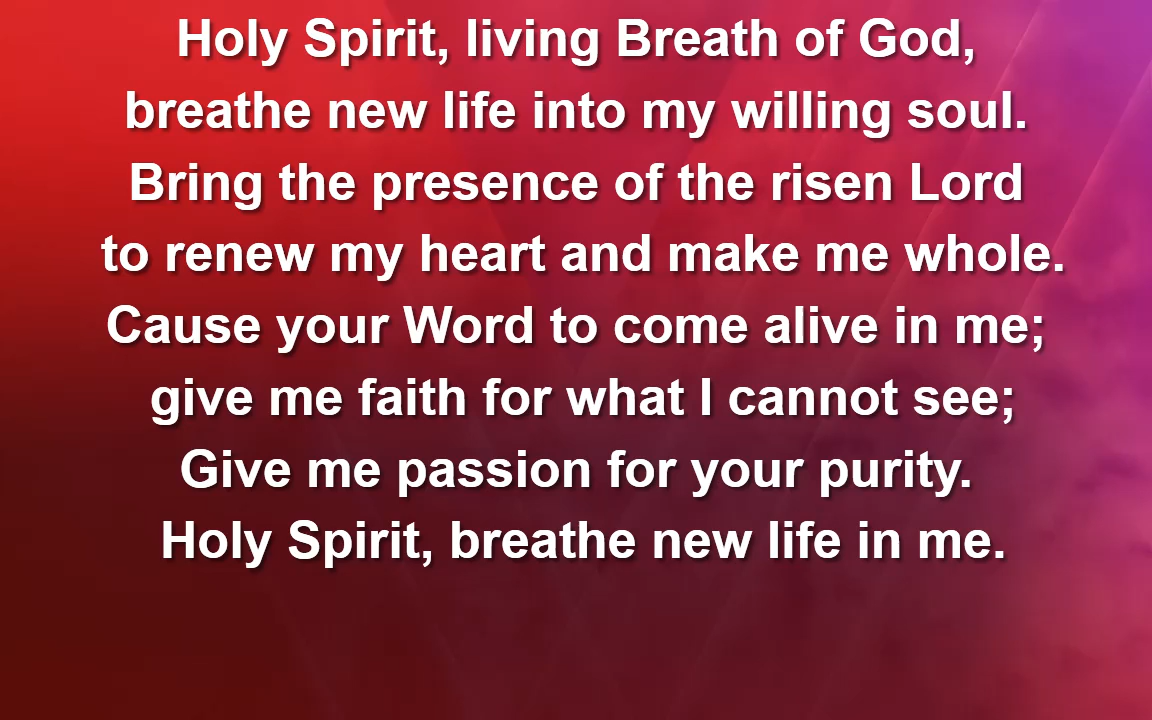 Holy Spirit, living Breath of God,
breathe new life into my willing soul.
Bring the presence of the risen Lord
to renew my heart and make me whole.
Cause your Word to come alive in me;
give me faith for what I cannot see;
Give me passion for your purity.
Holy Spirit, breathe new life in me.